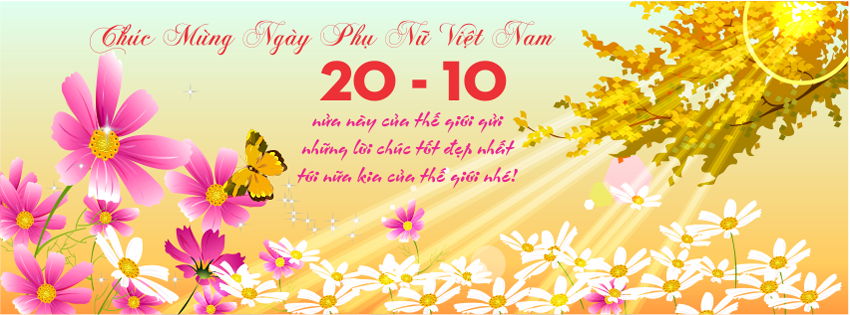 Chúc Mừng Ngày Phụ Nữ Việt Nam
20 - 10
nửa này của thế giới gửi
những lời chúc tốt đẹp nhất
tới nữa kia của thế giới nhé!